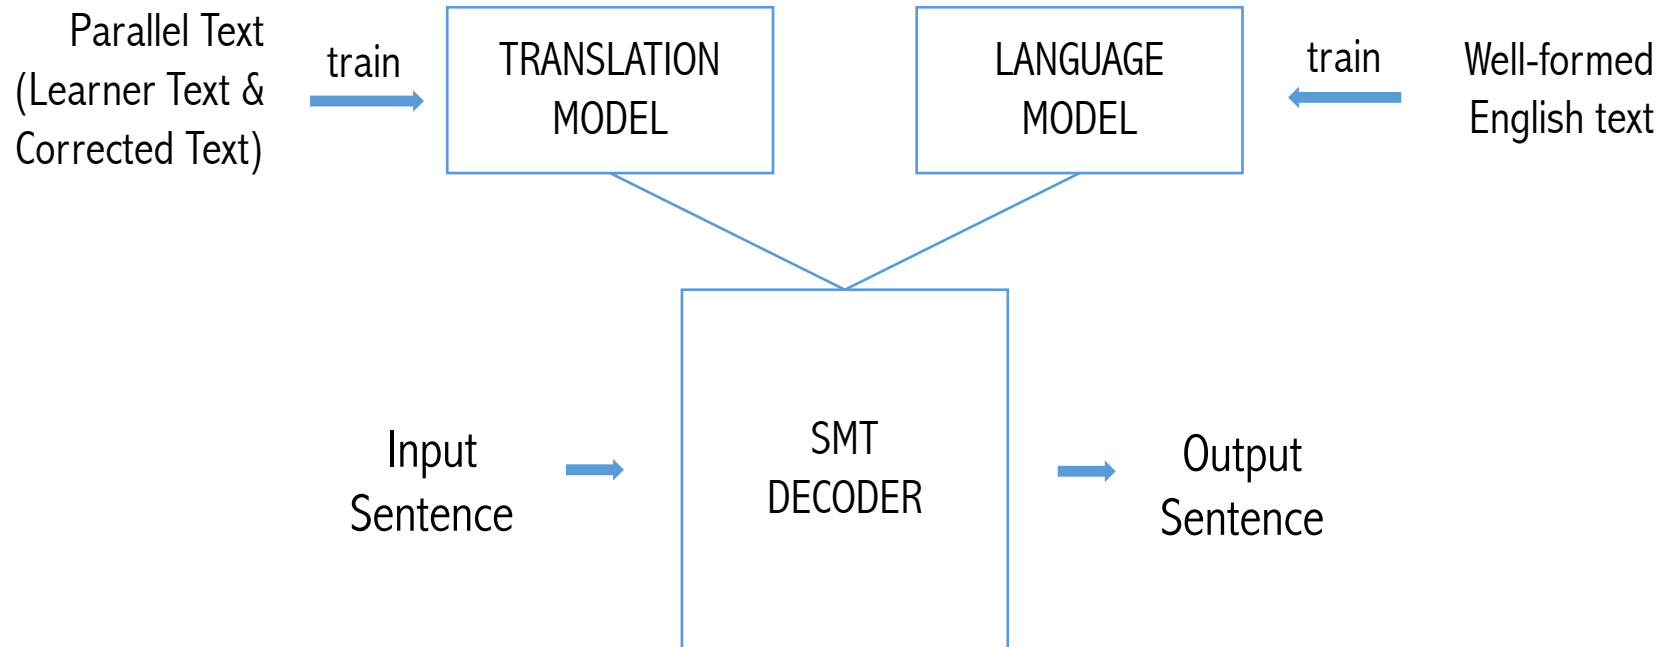 Parallel Text
(Learner Text &
Corrected Text)
train
TRANSLATION
MODEL
LANGUAGE
MODEL
train
Well-formed
English text
Input
Sentence
SMT
DECODER
Output
Sentence